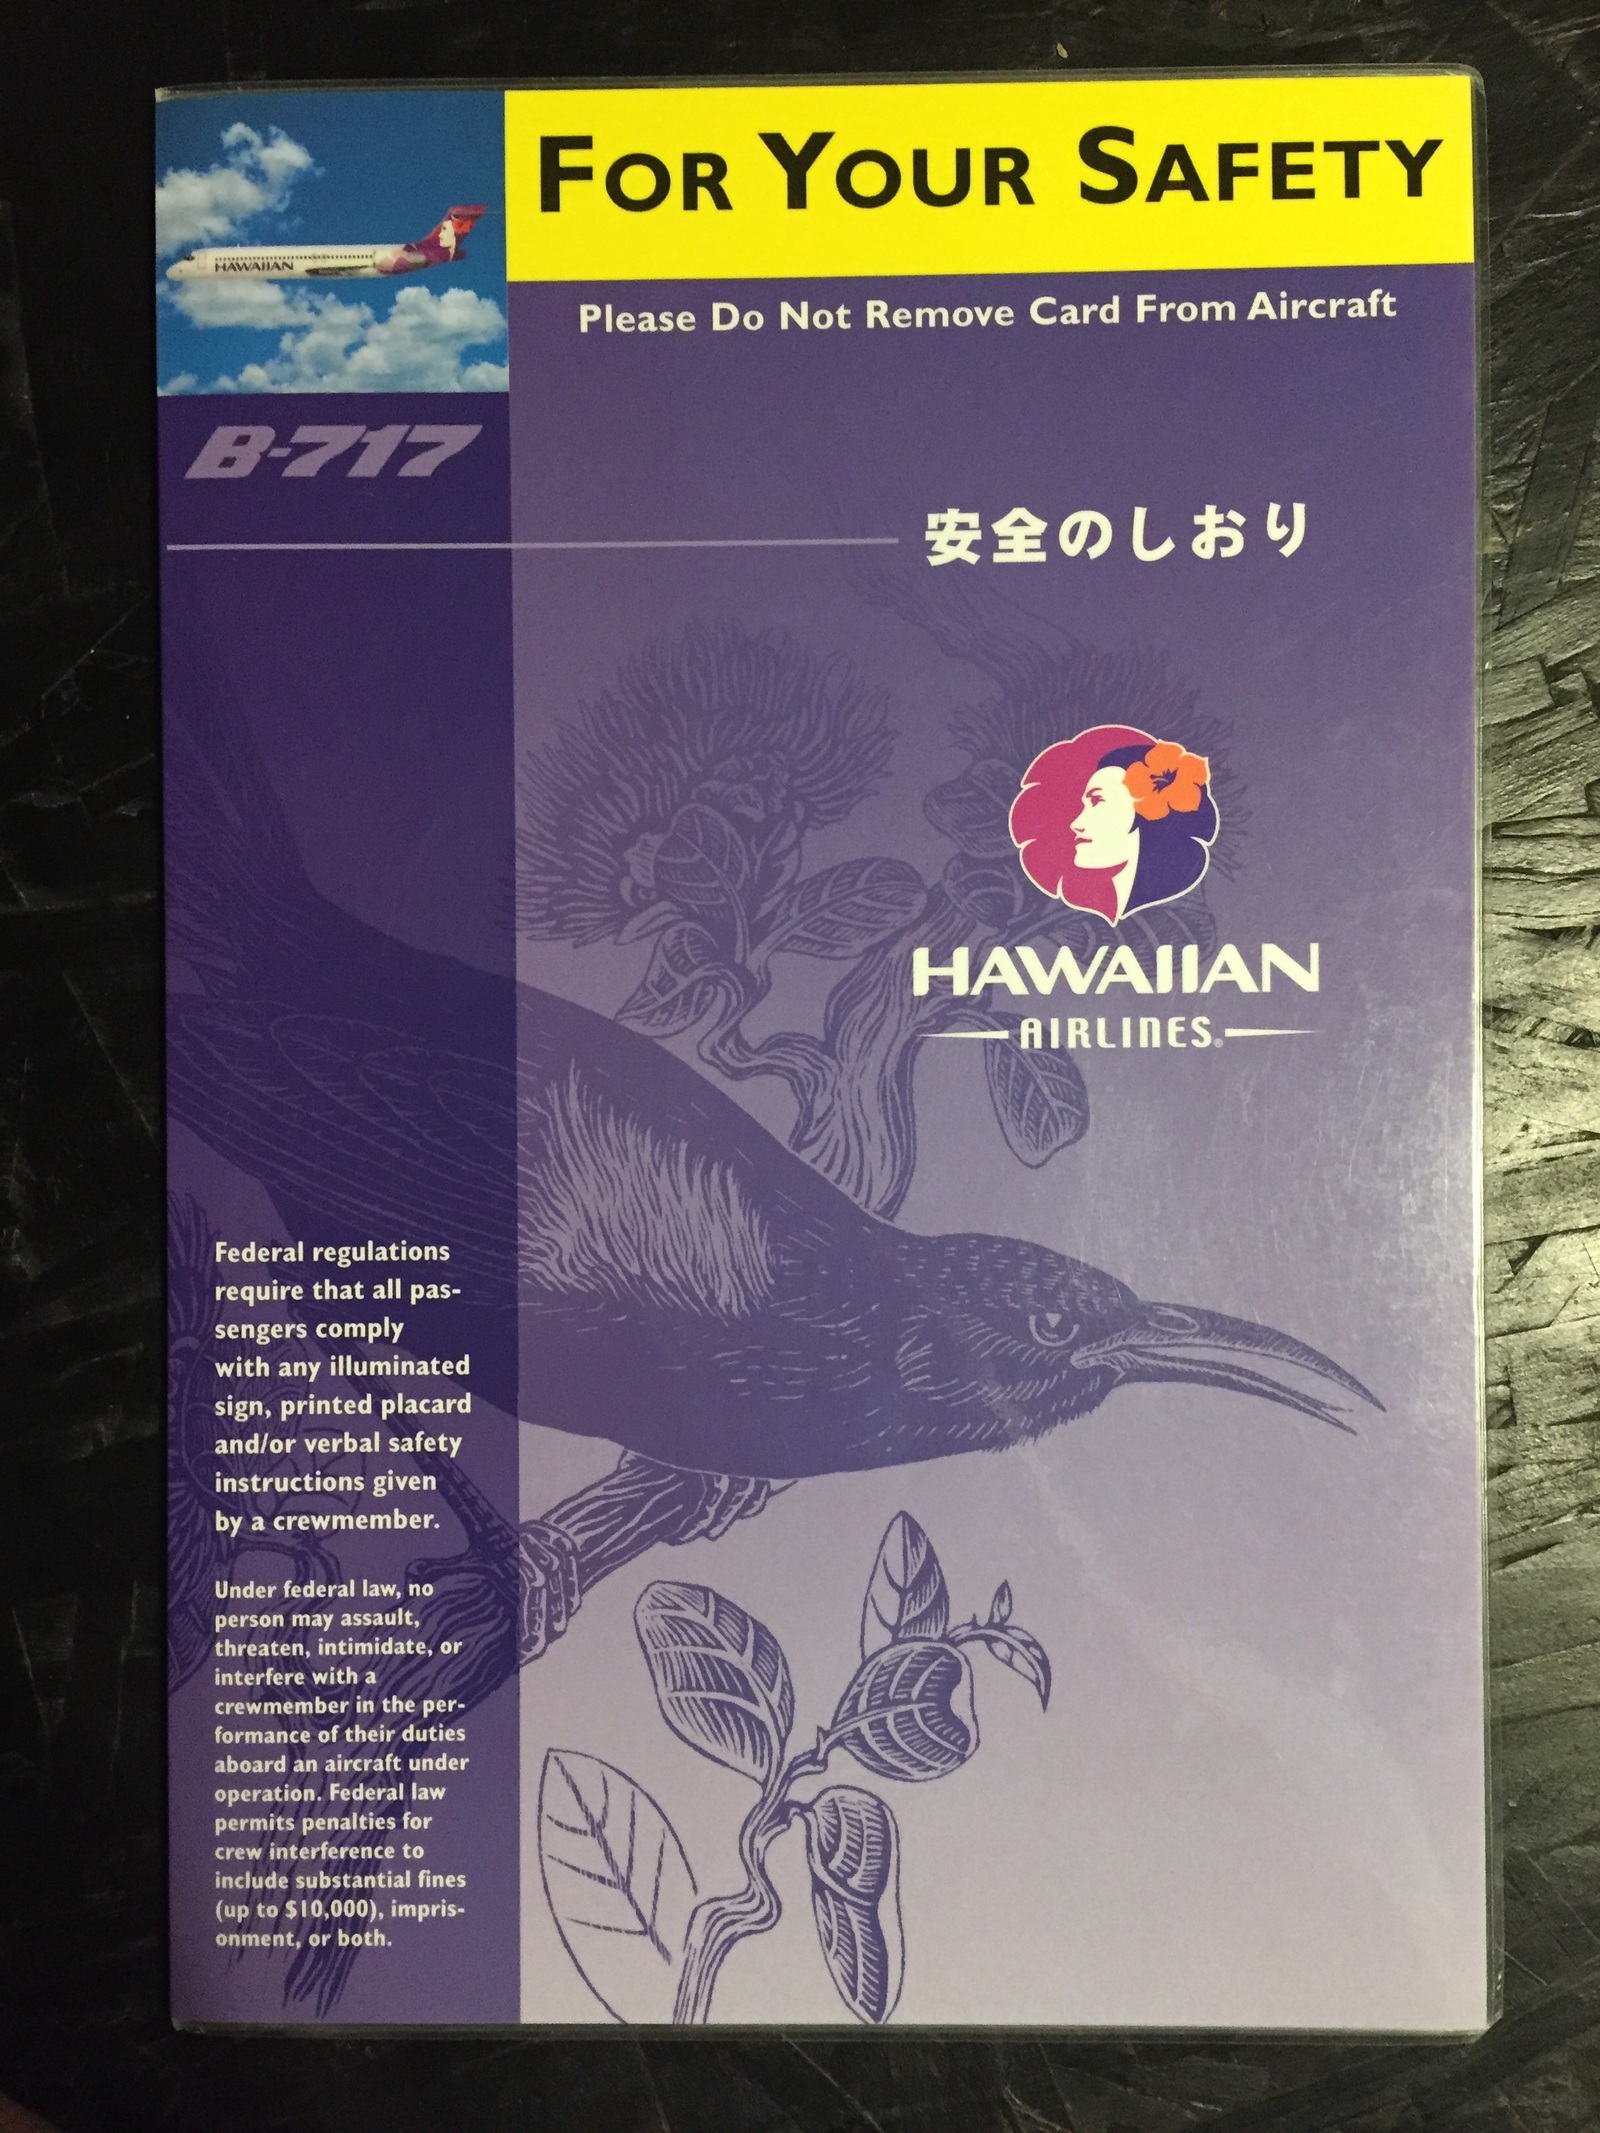 FOR YOUR SAFETY
Please Do Not Remove Card From Aircraft
HAWAIIAN
B-717
安全のしおり
HAWAIIAN
AIRLINES®
Federal regulations
require that all pas-
sengers comply
with any illuminated
sign, printed placard
and/or verbal safety
instructions given
by a crewmember.
Under federal law, no
person may assault,
threaten, intimidate, or
interfere with a
crewmember in the per-
formance of their duties
aboard an aircraft under
operation. Federal law
permits penalties for
crew interference to
include substantial fines
(up to $10,000), impris-
onment, or both.